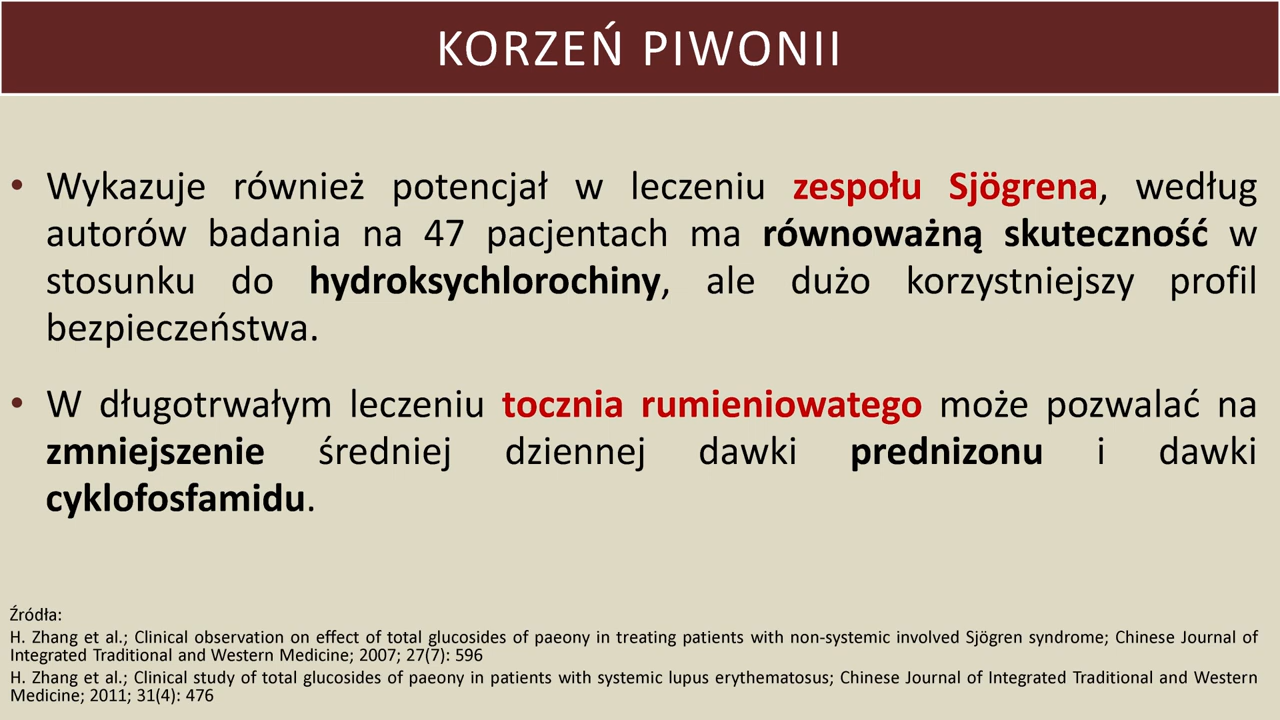 KORZEŃ PIWONII
• Wykazuje również potencjał w leczeniu zespołu Sjögrena, według
autorów badania na 47 pacjentach ma równoważną skuteczność w
stosunku do hydroksychlorochiny, ale dużo korzystniejszy profil
bezpieczeństwa.
• W długotrwałym leczeniu tocznia rumieniowatego może pozwalać na
zmniejszenie średniej dziennej dawki prednizonu i dawki
cyklofosfamidu.
Źródła:
H. Zhang et al.; Clinical observation on effect of total glucosides of paeony in treating patients with non-systemic involved Sjögren syndrome; Chinese Journal of
Integrated Traditional and Western Medicine; 2007; 27(7): 596
H. Zhang et al.; Clinical study of total glucosides of paeony in patients with systemic lupus erythematosus; Chinese Journal of Integrated Traditional and Western
Medicine; 2011; 31(4): 476